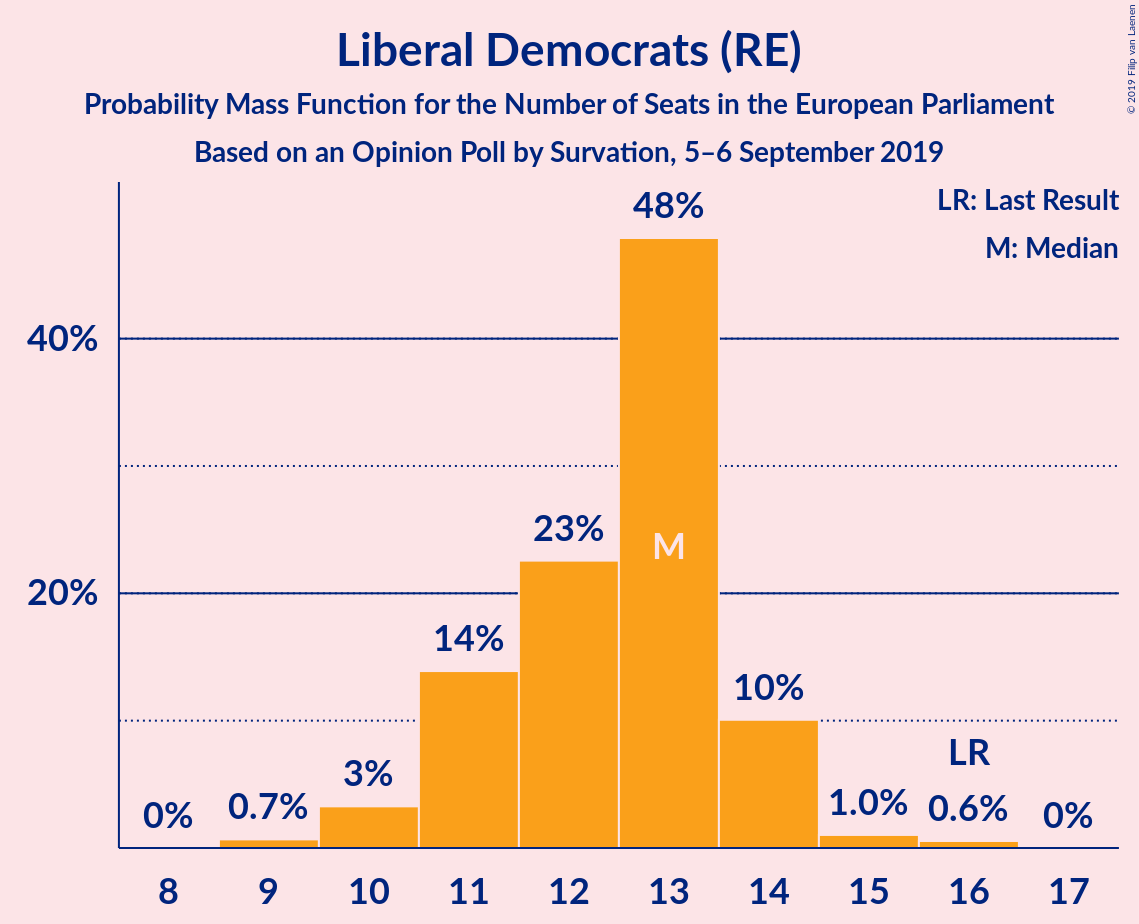 Liberal Democrats (RE)
Probability Mass Function for the Number of Seats in the European Parliament
Based on an Opinion Poll by Survation, 5–6 September 2019
© 2019 Filip van Laenen
LR: Last Result
M: Median
48%
40%
23%
M
20%
14%
10%
LR
3%
0%
0.7%
1.0%
0.6%
0%
8 9 10 11 12 13 14 15 16 17